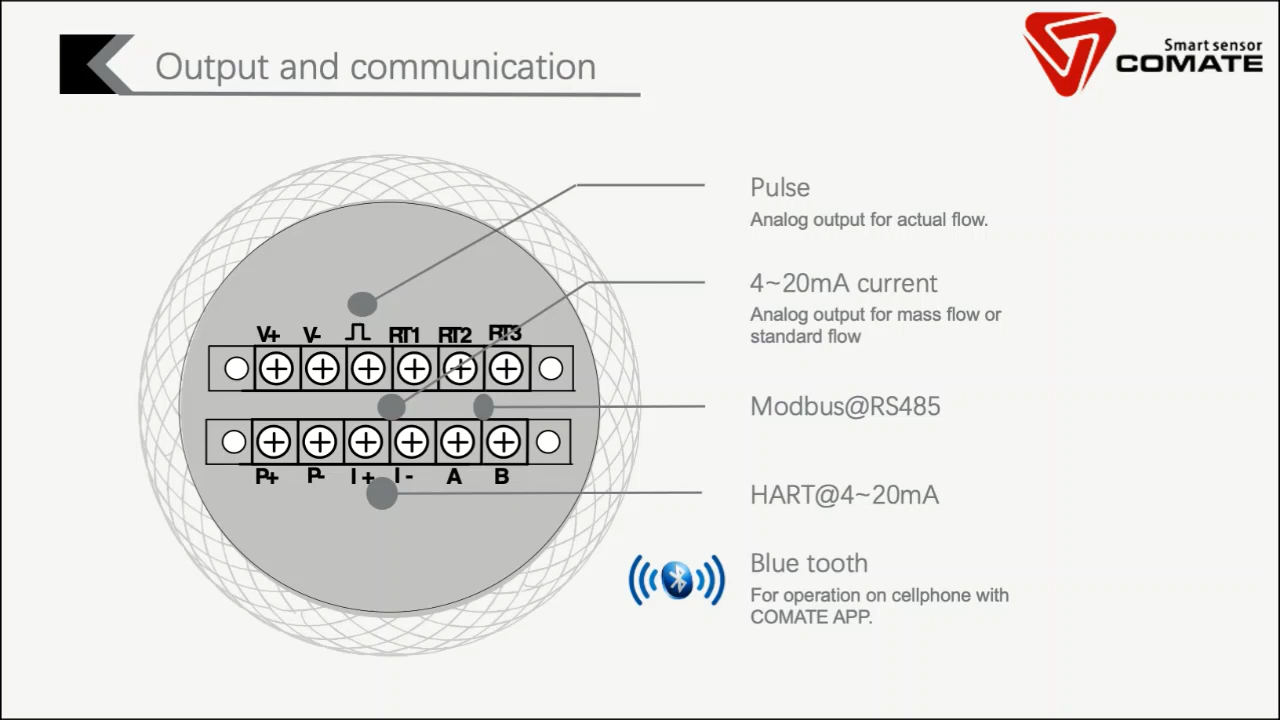 Output and communication
Smart sensor
COMATE
Pulse
Analog output for actual flow.
4~20mA current
Analog output for mass flow or
standard flow
Modbus@RS485
HART@4~20mA
Blue tooth
For operation on cellphone with
COMATE APP.
V+ V- RT1 RT2 RT3
P+ P- I+ I- A B